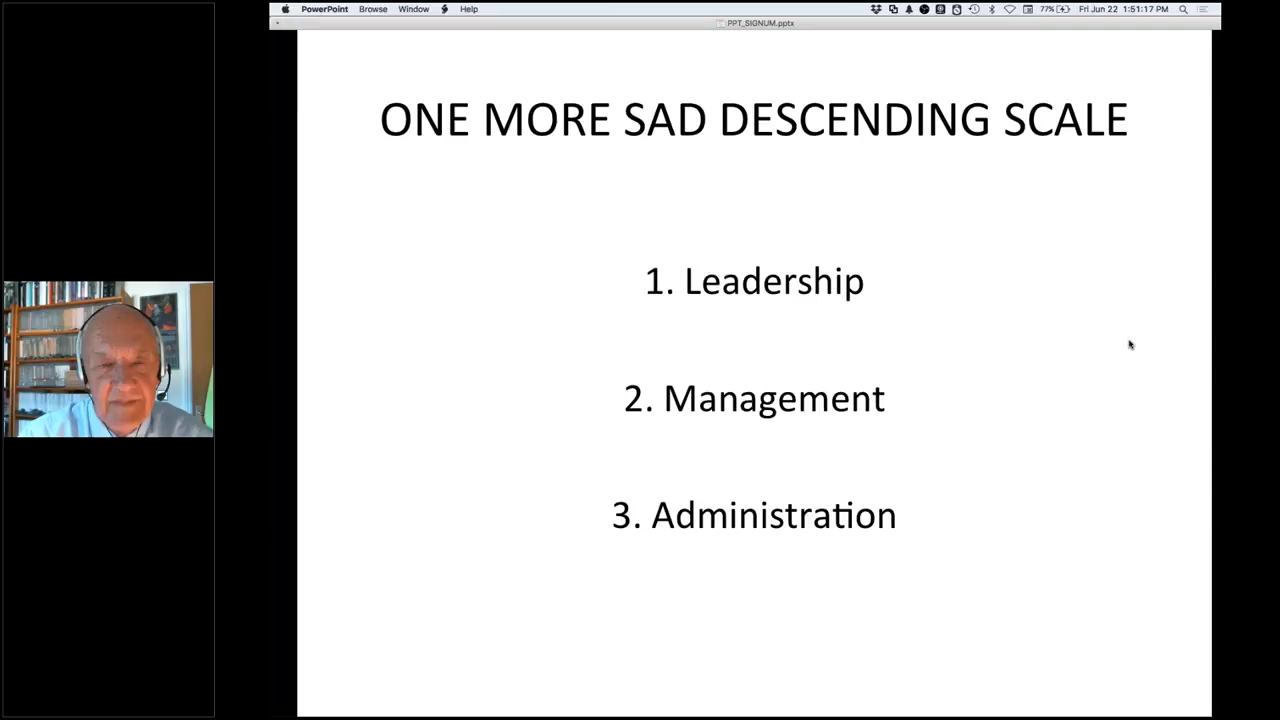 PowerPoint Browse Window Help 77% Fri Jun 22 1:51:17 PM
PPT_SIGNUM.pptx
ONE MORE SAD DESCENDING SCALE
1. Leadership
2. Management
3. Administration